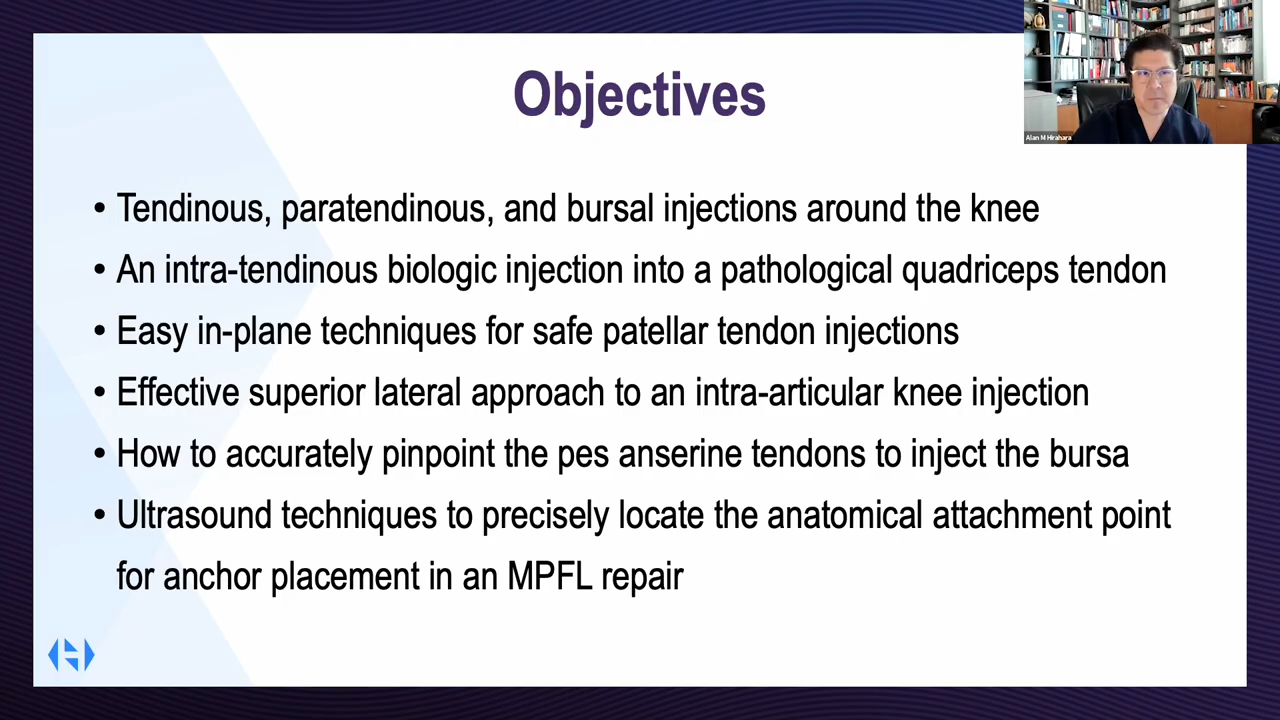 Objectives
Alan M Hirahara
• Tendinous, paratendinous, and bursal injections around the knee
• An intra-tendinous biologic injection into a pathological quadriceps tendon
• Easy in-plane techniques for safe patellar tendon injections
• Effective superior lateral approach to an intra-articular knee injection
• How to accurately pinpoint the pes anserine tendons to inject the bursa
• Ultrasound techniques to precisely locate the anatomical attachment point
for anchor placement in an MPFL repair